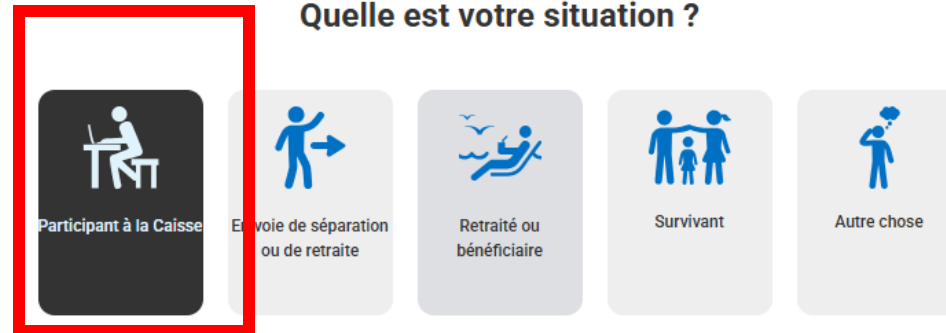 Quelle est votre situation ?
Participant à la Caisse
En voie de séparation
ou de retraite
Retraité ou
bénéficiaire
Survivant
Autre chose